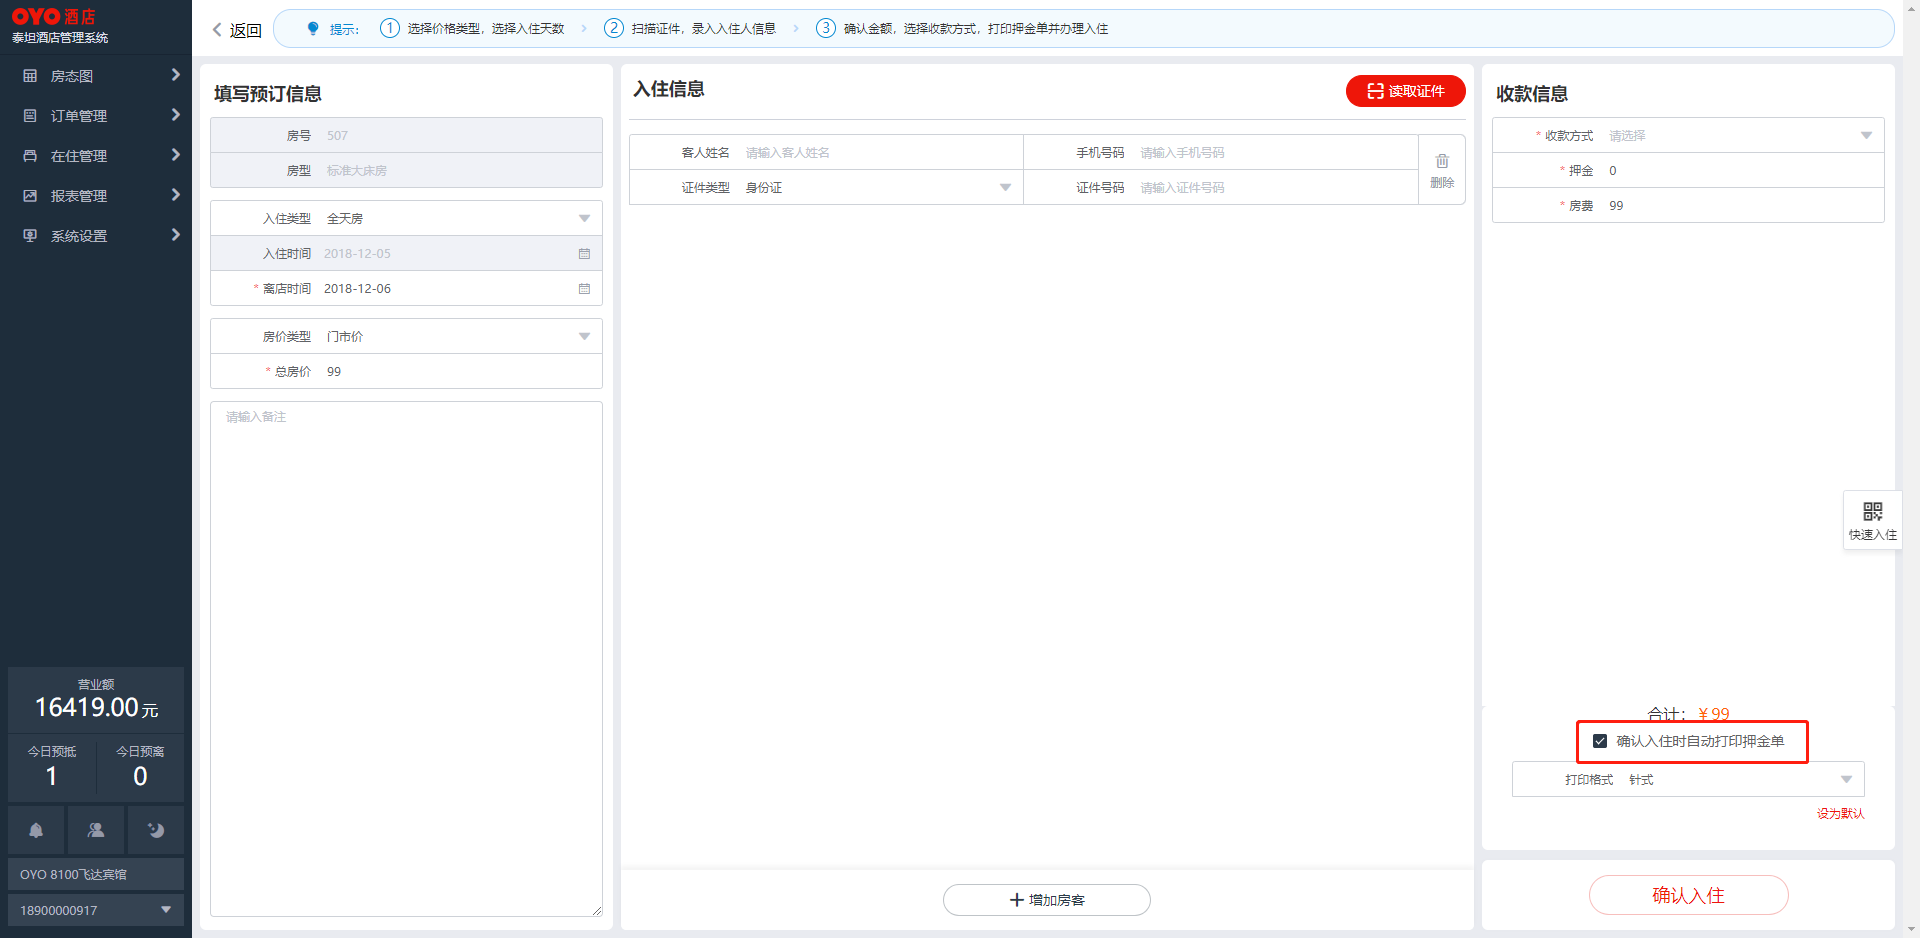 OYO 酒店
泰坦酒店管理系统
房态图
订单管理
在住管理
报表管理
系统设置
营业额
16419.00元
今日预抵 今日预离
1 0
OYO 8100飞达宾馆
18900000917
返回
提示：
1 选择价格类型，选择入住天数
2 扫描证件，录入入住人信息
3 确认金额，选择收款方式，打印押金单并办理入住
填写预订信息
房号 507
房型 标准大床房
入住类型 全天房
入住时间 2018-12-05
* 离店时间 2018-12-06
房价类型 门市价
* 总房价 99
请输入备注
入住信息
读取证件
客人姓名 请输入客人姓名 手机号码 请输入手机号码
证件类型 身份证 证件号码 请输入证件号码
删除
增加房客
收款信息
* 收款方式 请选择
* 押金 0
* 房费 99
快速入住
合计： ¥ 99
确认入住时自动打印押金单
打印格式 针式
设为默认
确认入住